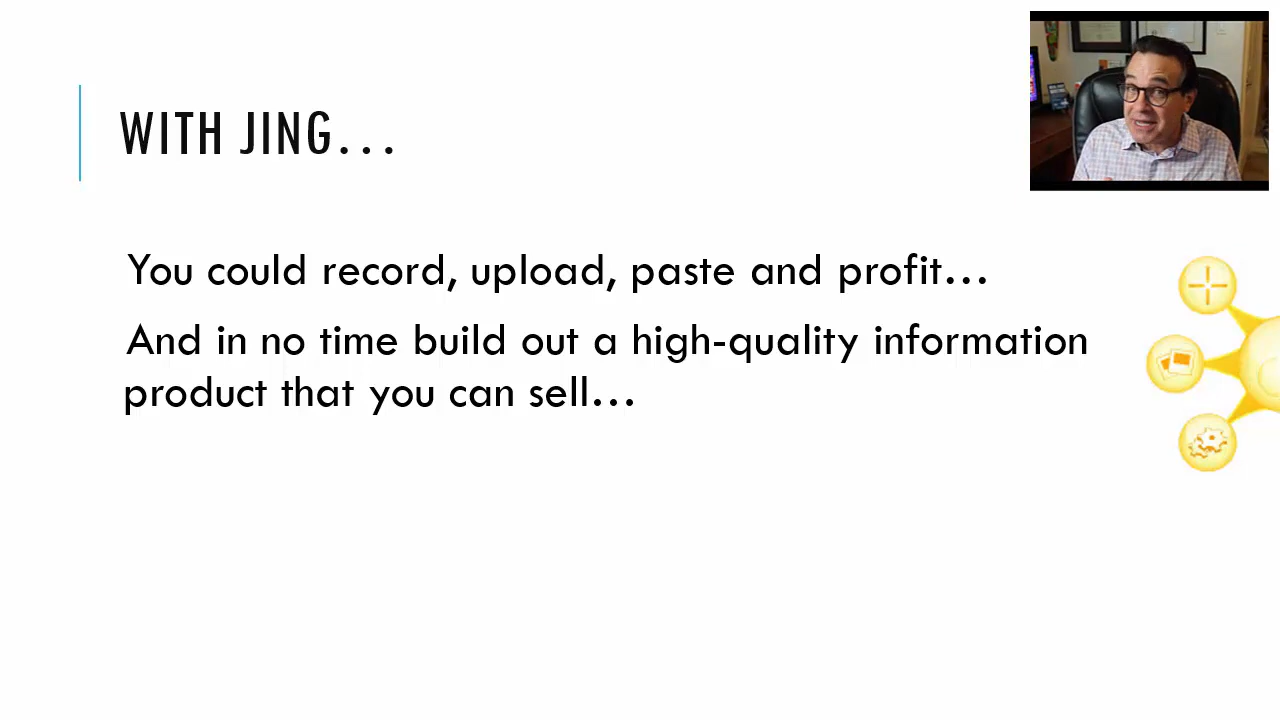 WITH JING...
You could record, upload, paste and profit...
And in no time build out a high-quality information
product that you can sell...